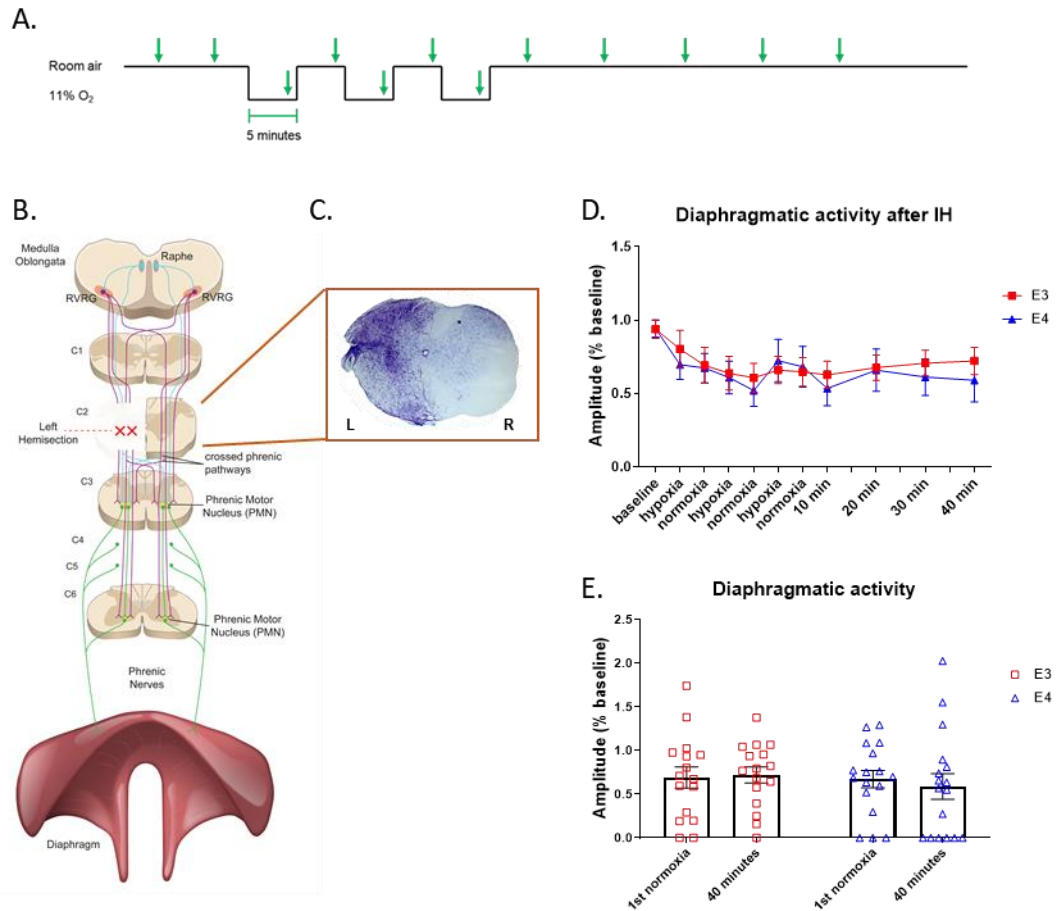 A.
Room air
11% O₂
5 minutes
B.
Medulla
Oblongata
Raphe
RVRG
RVRG
C1
C2
Left
Hemisection
crossed phrenic
pathways
C3
Phrenic Motor
Nucleus (PMN)
C4
C5
C6
Phrenic Motor
Nucleus (PMN)
Phrenic
Nerves
Diaphragm
C.
L
R
D.
Diaphragmatic activity after IH
Amplitude (% baseline)
1.5
1.0
0.5
0.0
baseline
hypoxia
normoxia
hypoxia
normoxia
hypoxia
normoxia
10 min
20 min
30 min
40 min
E3
E4
E.
Diaphragmatic activity
Amplitude (% baseline)
2.5
2.0
1.5
1.0
0.5
0.0
1st normoxia
40 minutes
1st normoxia
40 minutes
E3
E4